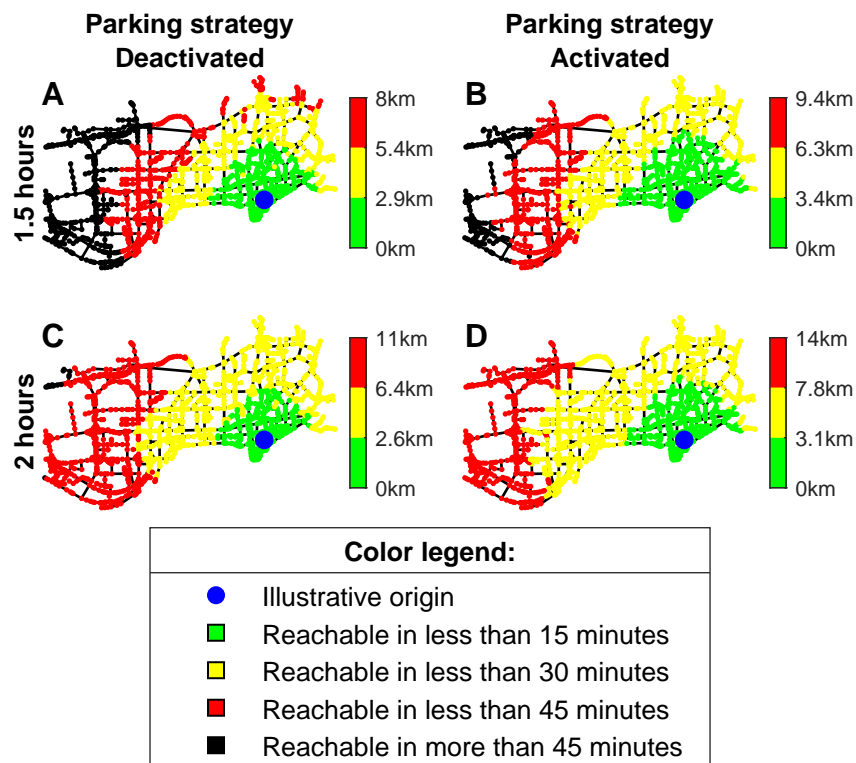 Parking strategy
Deactivated
Parking strategy
Activated
1.5 hours
A
8km
5.4km
2.9km
0km
B
9.4km
6.3km
3.4km
0km
2 hours
C
11km
6.4km
2.6km
0km
D
14km
7.8km
3.1km
0km
Color legend:
Illustrative origin
Reachable in less than 15 minutes
Reachable in less than 30 minutes
Reachable in less than 45 minutes
Reachable in more than 45 minutes